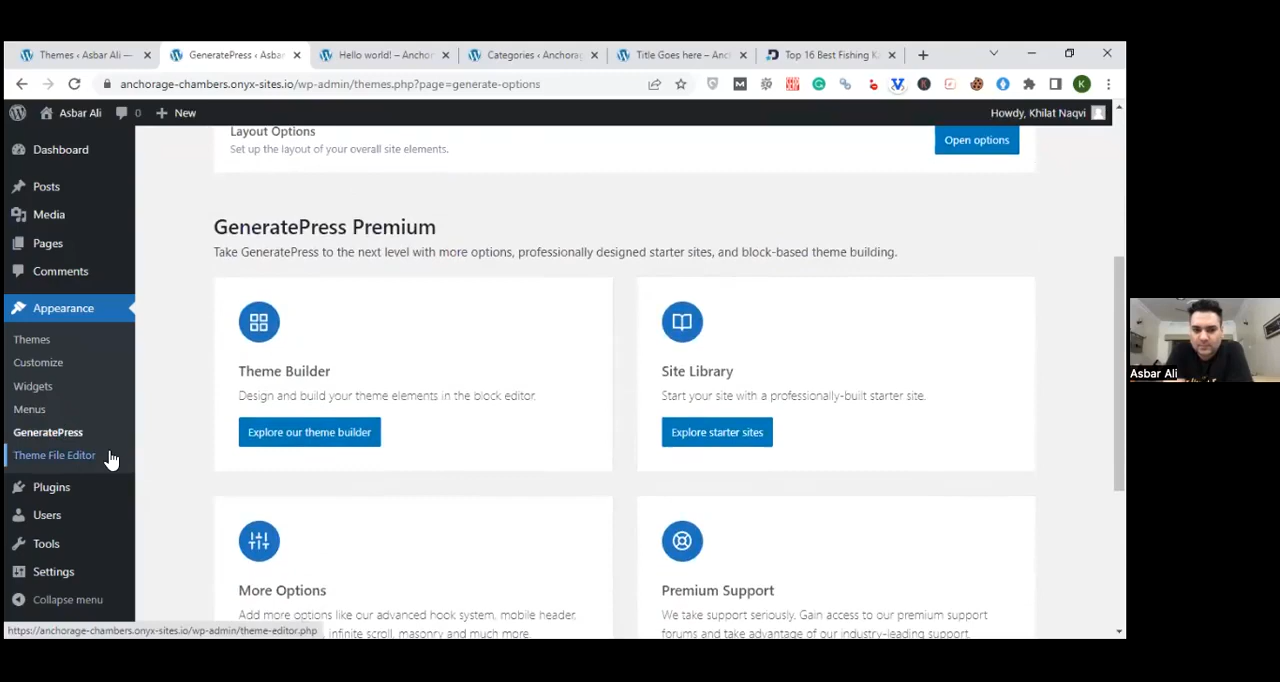 Themes ‹ Asbar Ali —
GeneratePress ‹ Asbar
Hello world! – Anchor
Categories ‹ Anchorag
Title Goes here – Anc
Top 16 Best Fishing K
anchorage-chambers.onyx-sites.io/wp-admin/themes.php?page=generate-options
Asbar Ali
0
New
Howdy, Khilat Naqvi
Dashboard
Posts
Media
Pages
Comments
Appearance
Themes
Customize
Widgets
Menus
GeneratePress
Theme File Editor
Plugins
Users
Tools
Settings
Collapse menu
Layout Options
Set up the layout of your overall site elements.
Open options
GeneratePress Premium
Take GeneratePress to the next level with more options, professionally designed starter sites, and block-based theme building.
Theme Builder
Design and build your theme elements in the block editor.
Explore our theme builder
Site Library
Start your site with a professionally-built starter site.
Explore starter sites
More Options
Add more options like our advanced hook system, mobile header,
infinite scroll, masonry and much more.
Premium Support
We take support seriously. Gain access to our premium support
forums and take advantage of our industry-leading support.
https://anchorage-chambers.onyx-sites.io/wp-admin/theme-editor.php
Asbar Ali